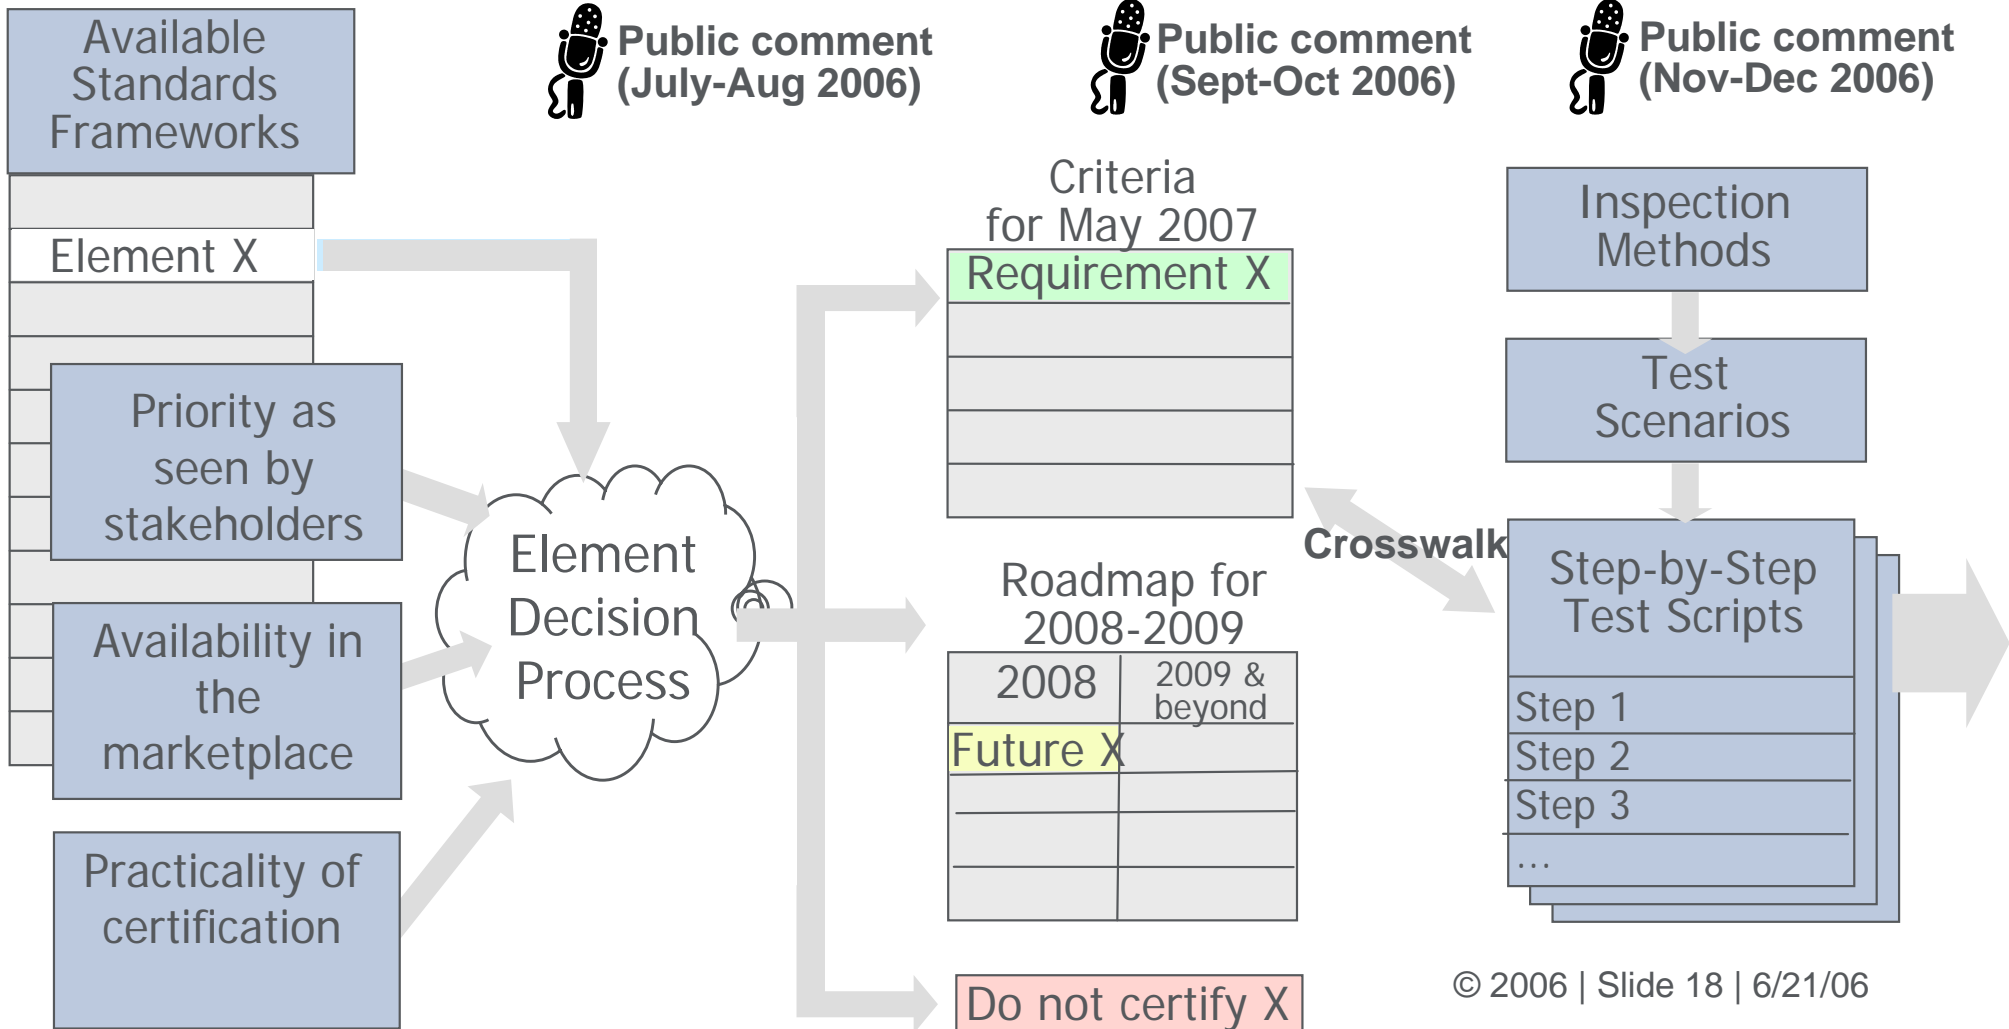 Available
Standards
Frameworks
Element X
Priority as
seen by
stakeholders
Availability in
the
marketplace
Practicality of
certification
Public comment
(July-Aug 2006)
Element
Decision
Process
Public comment
(Sept-Oct 2006)
Criteria
for May 2007
Requirement X
Roadmap for
2008-2009
2008
2009 &
beyond
Future X
Do not certify X
Crosswalk
Public comment
(Nov-Dec 2006)
Inspection
Methods
Test
Scenarios
Step-by-Step
Test Scripts
Step 1
Step 2
Step 3
...
© 2006 | Slide 18 | 6/21/06